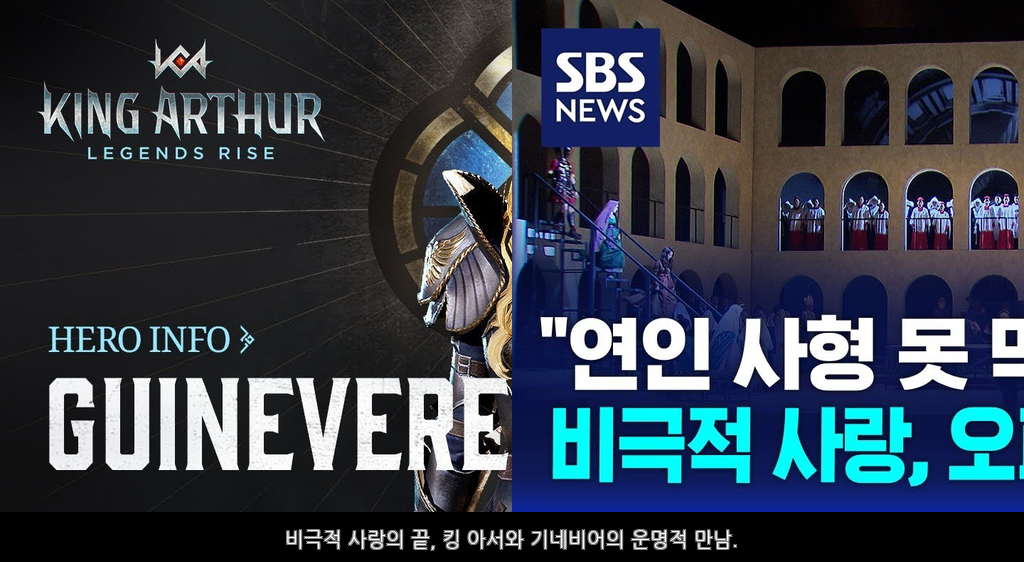 KING ARTHUR
LEGENDS RISE
HERO INFO
GUINEVERE
SBS
NEWS
"연인 사형 못
비극적 사랑,
비극적 사랑의 끝, 킹 아서와 기네비어의 운명적 만남.